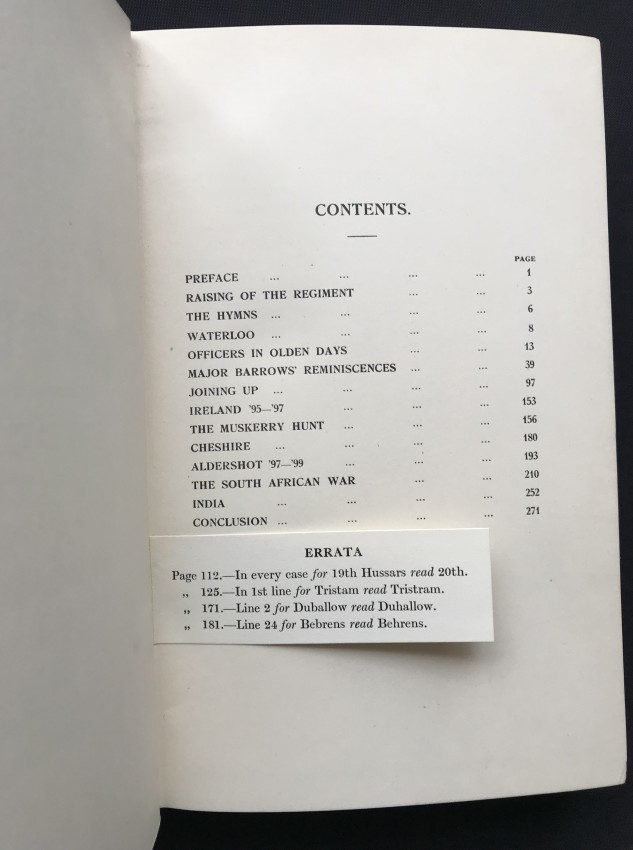 CONTENTS.
PAGE
PREFACE ... ... ... ... 1
RAISING OF THE REGIMENT ... ... 3
THE HYMNS ... ... ... ... 6
WATERLOO ... ... ... ... 8
OFFICERS IN OLDEN DAYS ... ... 13
MAJOR BARROWS' REMINISCENCES ... ... 39
JOINING UP ... ... ... ... 97
IRELAND '95—'97 ... ... ... 153
THE MUSKERRY HUNT ... ... ... 156
CHESHIRE ... ... ... ... 180
ALDERSHOT '97—'99 ... ... ... 193
THE SOUTH AFRICAN WAR ... ... 210
INDIA ... ... ... ... 252
CONCLUSION ... ... ... ... 271
ERRATA
Page 112.—In every case for 19th Hussars read 20th.
„ 125.—In 1st line for Tristam read Tristram.
„ 171.—Line 2 for Duballow read Duhallow.
„ 181.—Line 24 for Bebrens read Behrens.